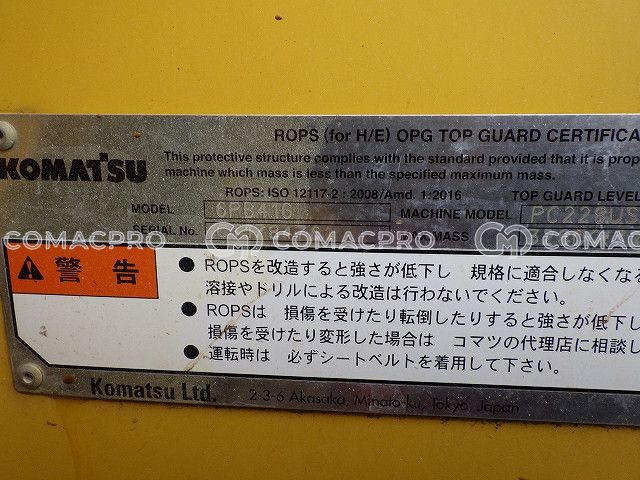 ROPS (for H/E) OPG TOP GUARD CERTIFICA
KOMATSU
This protective structure complies with the standard provided that it is prop
machine which mass is less than the specified maximum mass.
ROPS: ISO 12117-2 : 2008/Amd. 1:2016 TOP GUARD LEVEL
MODEL MACHINE MODEL PC228US
SERIAL No. MASS
COMACPRO COMACPRO COMACPRO
警告
● ROPSを改造すると強さが低下し 規格に適合しなくなる
溶接やドリルによる改造は行わないでください。
● ROPSは 損傷を受けたり転倒したりすると強さが低下し
損傷を受けたり変形した場合は コマツの代理店に相談し
● 運転時は 必ずシートベルトを着用して下さい。
Komatsu Ltd. 2-3-6 Akasaka, Minato-ku, Tokyo, Japan